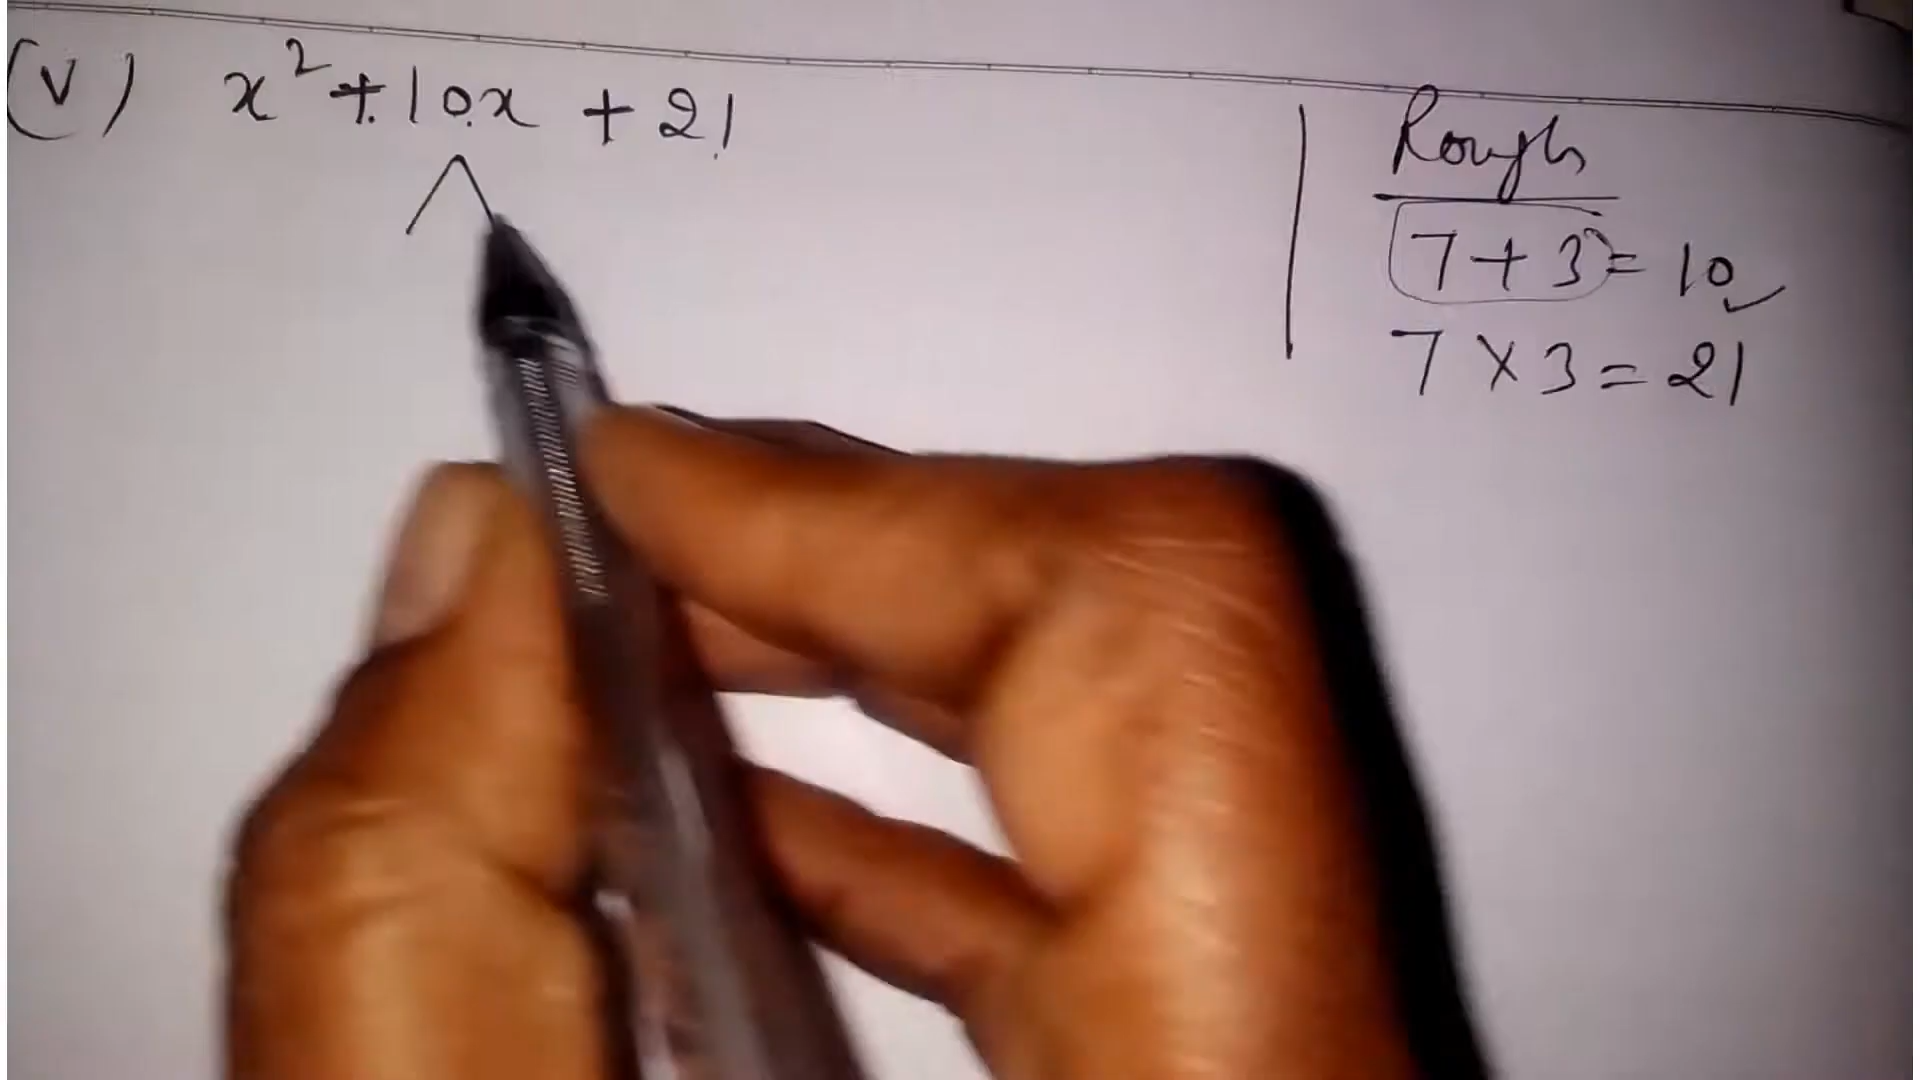 (v) x² + 10x + 21
Rough
7 + 3 = 10
7 × 3 = 21